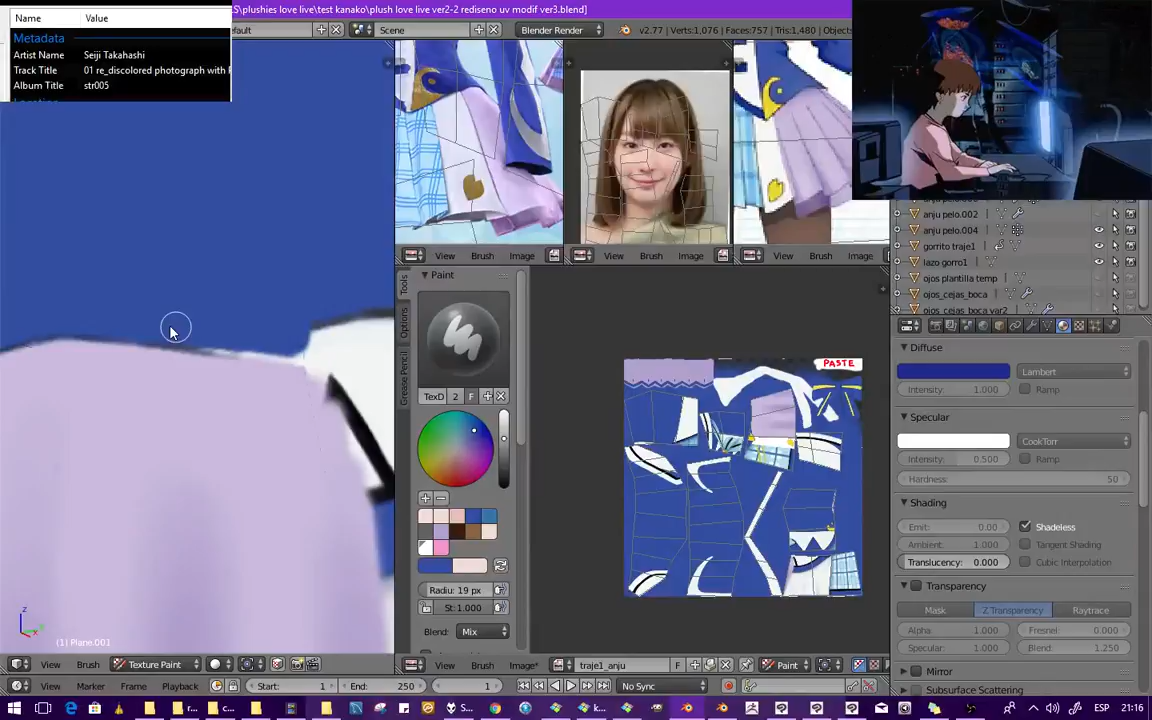 S\plushies love live\test kanako\plush love live ver2-2 rediseno uv modif ver3.blend]
Name Value
Metadata
Artist Name Seiji Takahashi
Track Title 01 re_discolored photograph with
Album Title str005
efault Scene Blender Render v2.77 | Verts:1,076 | Faces:757 | Tris:1,480 | Objects:
anju pelo.002
anju pelo.004
gorrito traje1
lazo gorro1
ojos plantilla temp
ojos_cejas_boca
ojos_cejas_boca var2
View Brush Image View Brush Image View Brush Image
Tools
Options
Grease Pencil
Paint
TexD 2 F
Radiu: 19 px
St: 1.000
Blend: Mix
PASTE
Diffuse
Lambert
Intensity: 1.000 Ramp
Specular
CookTorr
Intensity: 0.500 Ramp
Hardness: 50
Shading
Emit: 0.00 Shadeless
Ambient: 1.000 Tangent Shading
Translucency: 0.000 Cubic Interpolation
Transparency
Mask Z Transparency Raytrace
Alpha: 1.000 Fresnel: 0.000
Specular: 1.000 Blend: 1.250
Mirror
Subsurface Scattering
z
x
(1) Plane.001
View Brush Texture Paint View Brush Image* traje1_anju F Paint
View Marker Frame Playback Start: 1 End: 250 1 No Sync
ESP 21:16